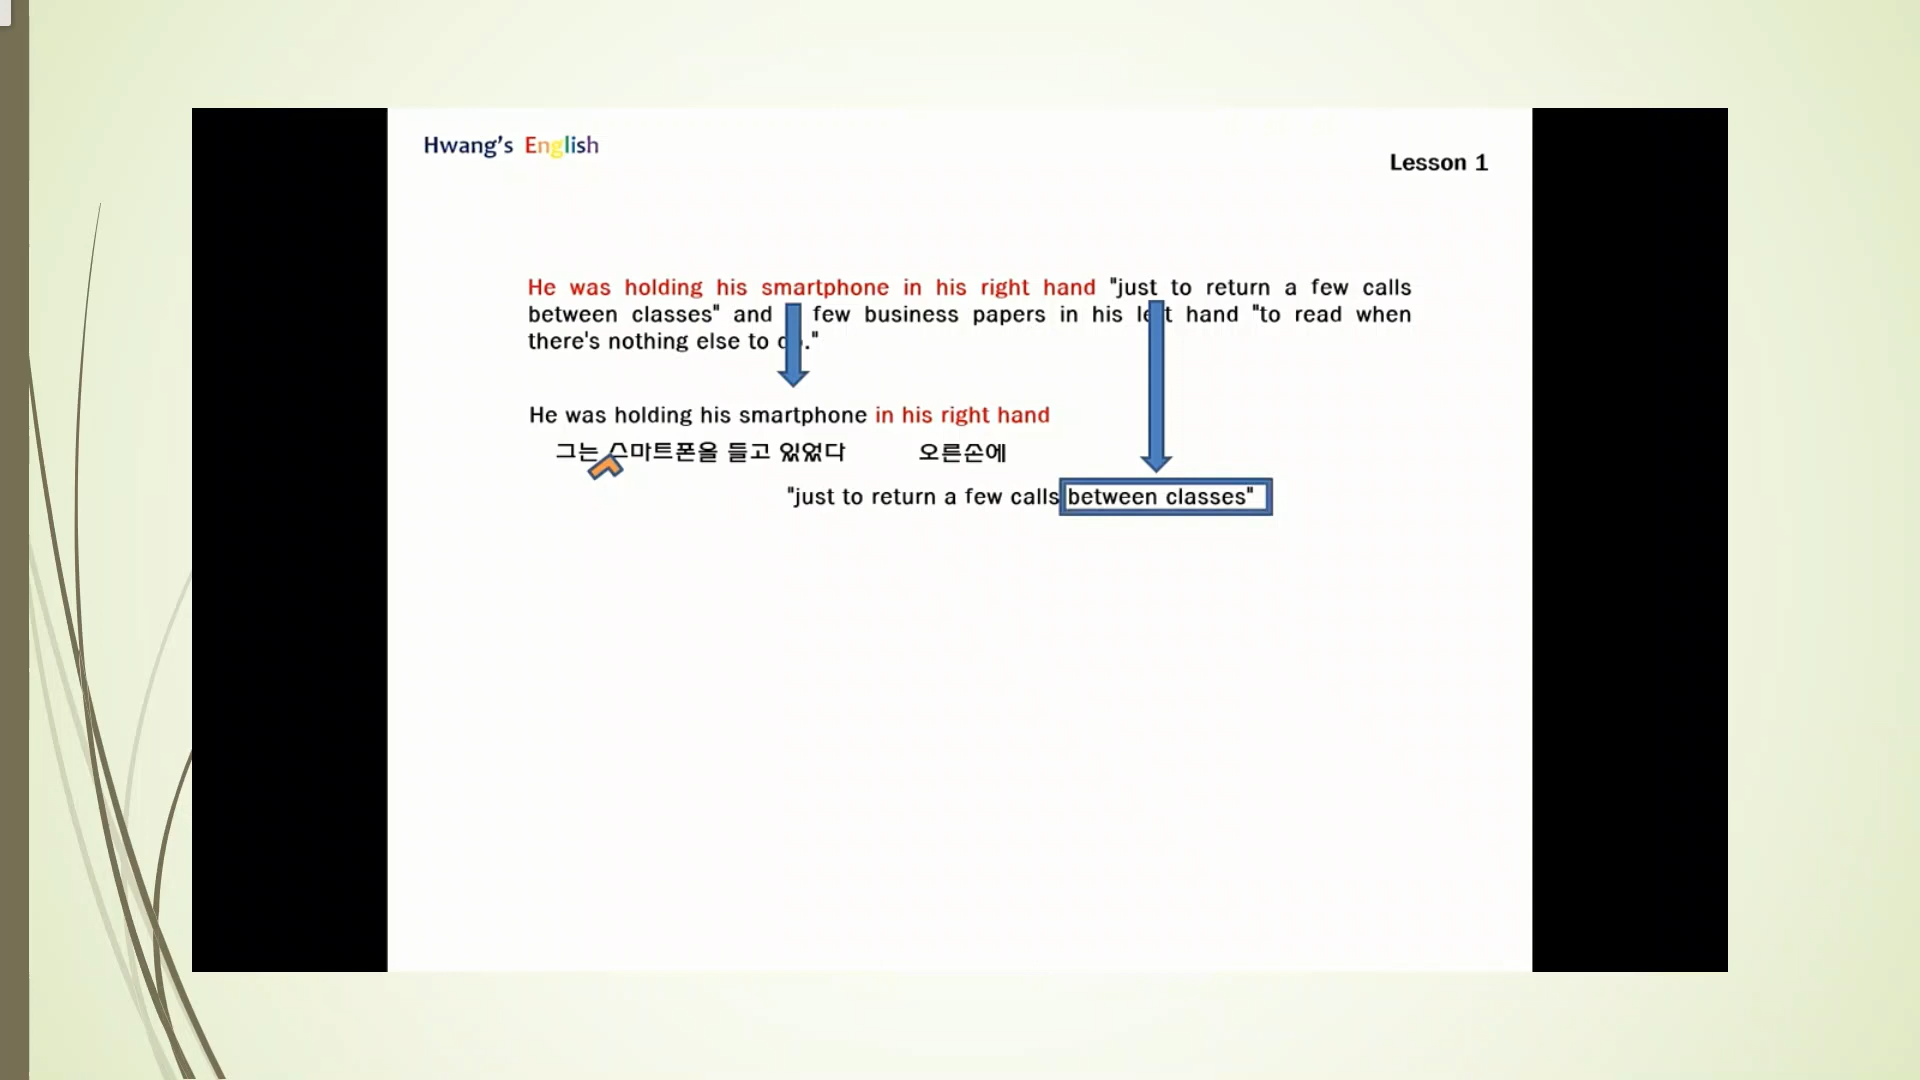 Hwang's English
Lesson 1
He was holding his smartphone in his right hand "just to return a few calls
between classes" and few business papers in his left hand "to read when
there's nothing else to do."
He was holding his smartphone in his right hand
그는 스마트폰을 들고 있었다 오른손에
"just to return a few calls between classes"